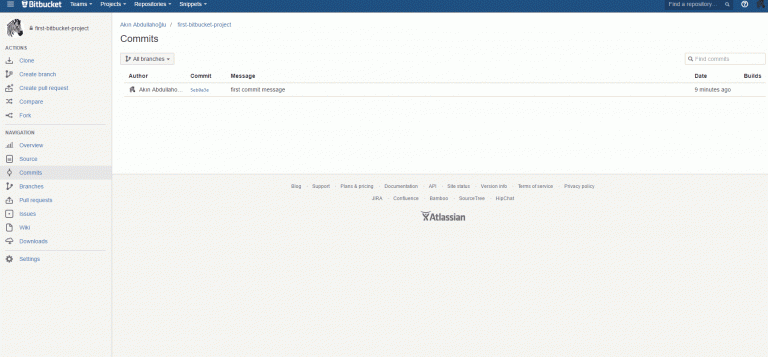 Bitbucket Teams Projects Repositories Snippets Find a repository...
first-bitbucket-project
ACTIONS
Clone
Create branch
Create pull request
Compare
Fork
NAVIGATION
Overview
Source
Commits
Branches
Pull requests
Issues
Wiki
Downloads
Settings
Akın Abdullahoğlu / first-bitbucket-project
Commits
All branches Find commits
Author Commit Message Date Builds
Akın Abdullaho... first commit message 9 minutes ago
Blog Support Plans & pricing Documentation API Site status Version info Terms of service Privacy policy
JIRA Confluence Bamboo SourceTree HipChat
Atlassian